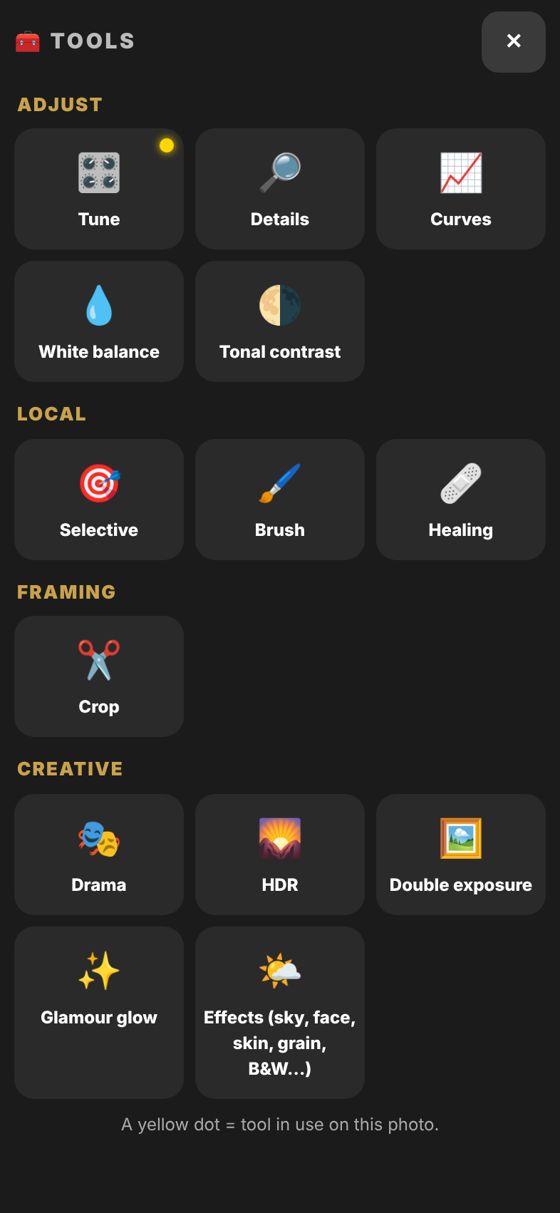 TOOLS
ADJUST
Tune
Details
Curves
White balance
Tonal contrast
LOCAL
Selective
Brush
Healing
FRAMING
Crop
CREATIVE
Drama
HDR
Double exposure
Glamour glow
Effects (sky, face,
skin, grain,
B&W...)
A yellow dot = tool in use on this photo.